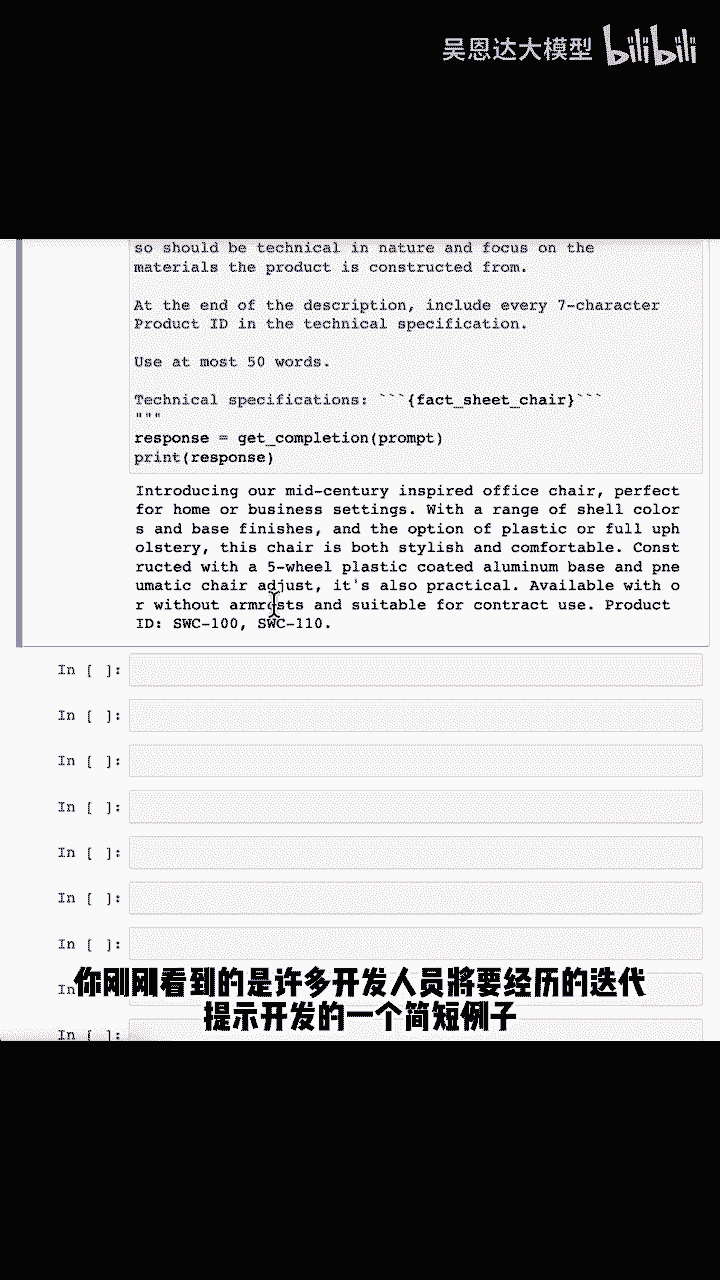 吴恩达大模型 bilibili
so should be technical in nature and focus on the
materials the product is constructed from.
At the end of the description, include every 7-character
Product ID in the technical specification.
Use at most 50 words.
Technical specifications: ```{fact_sheet_chair}```
"""
response = get_completion(prompt)
print(response)
Introducing our mid-century inspired office chair, perfect
for home or business settings. With a range of shell color
s and base finishes, and the option of plastic or full uph
olstery, this chair is both stylish and comfortable. Const
ructed with a 5-wheel plastic coated aluminum base and pne
umatic chair adjust, it's also practical. Available with o
r without armrests and suitable for contract use. Product
ID: SWC-100, SWC-110.
In [ ]:
In [ ]:
In [ ]:
In [ ]:
In [ ]:
In [ ]:
In [ ]:
In
你刚刚看到的是许多开发人员將要经历的迭代
提示开发的一个简短例子
In [ ]: